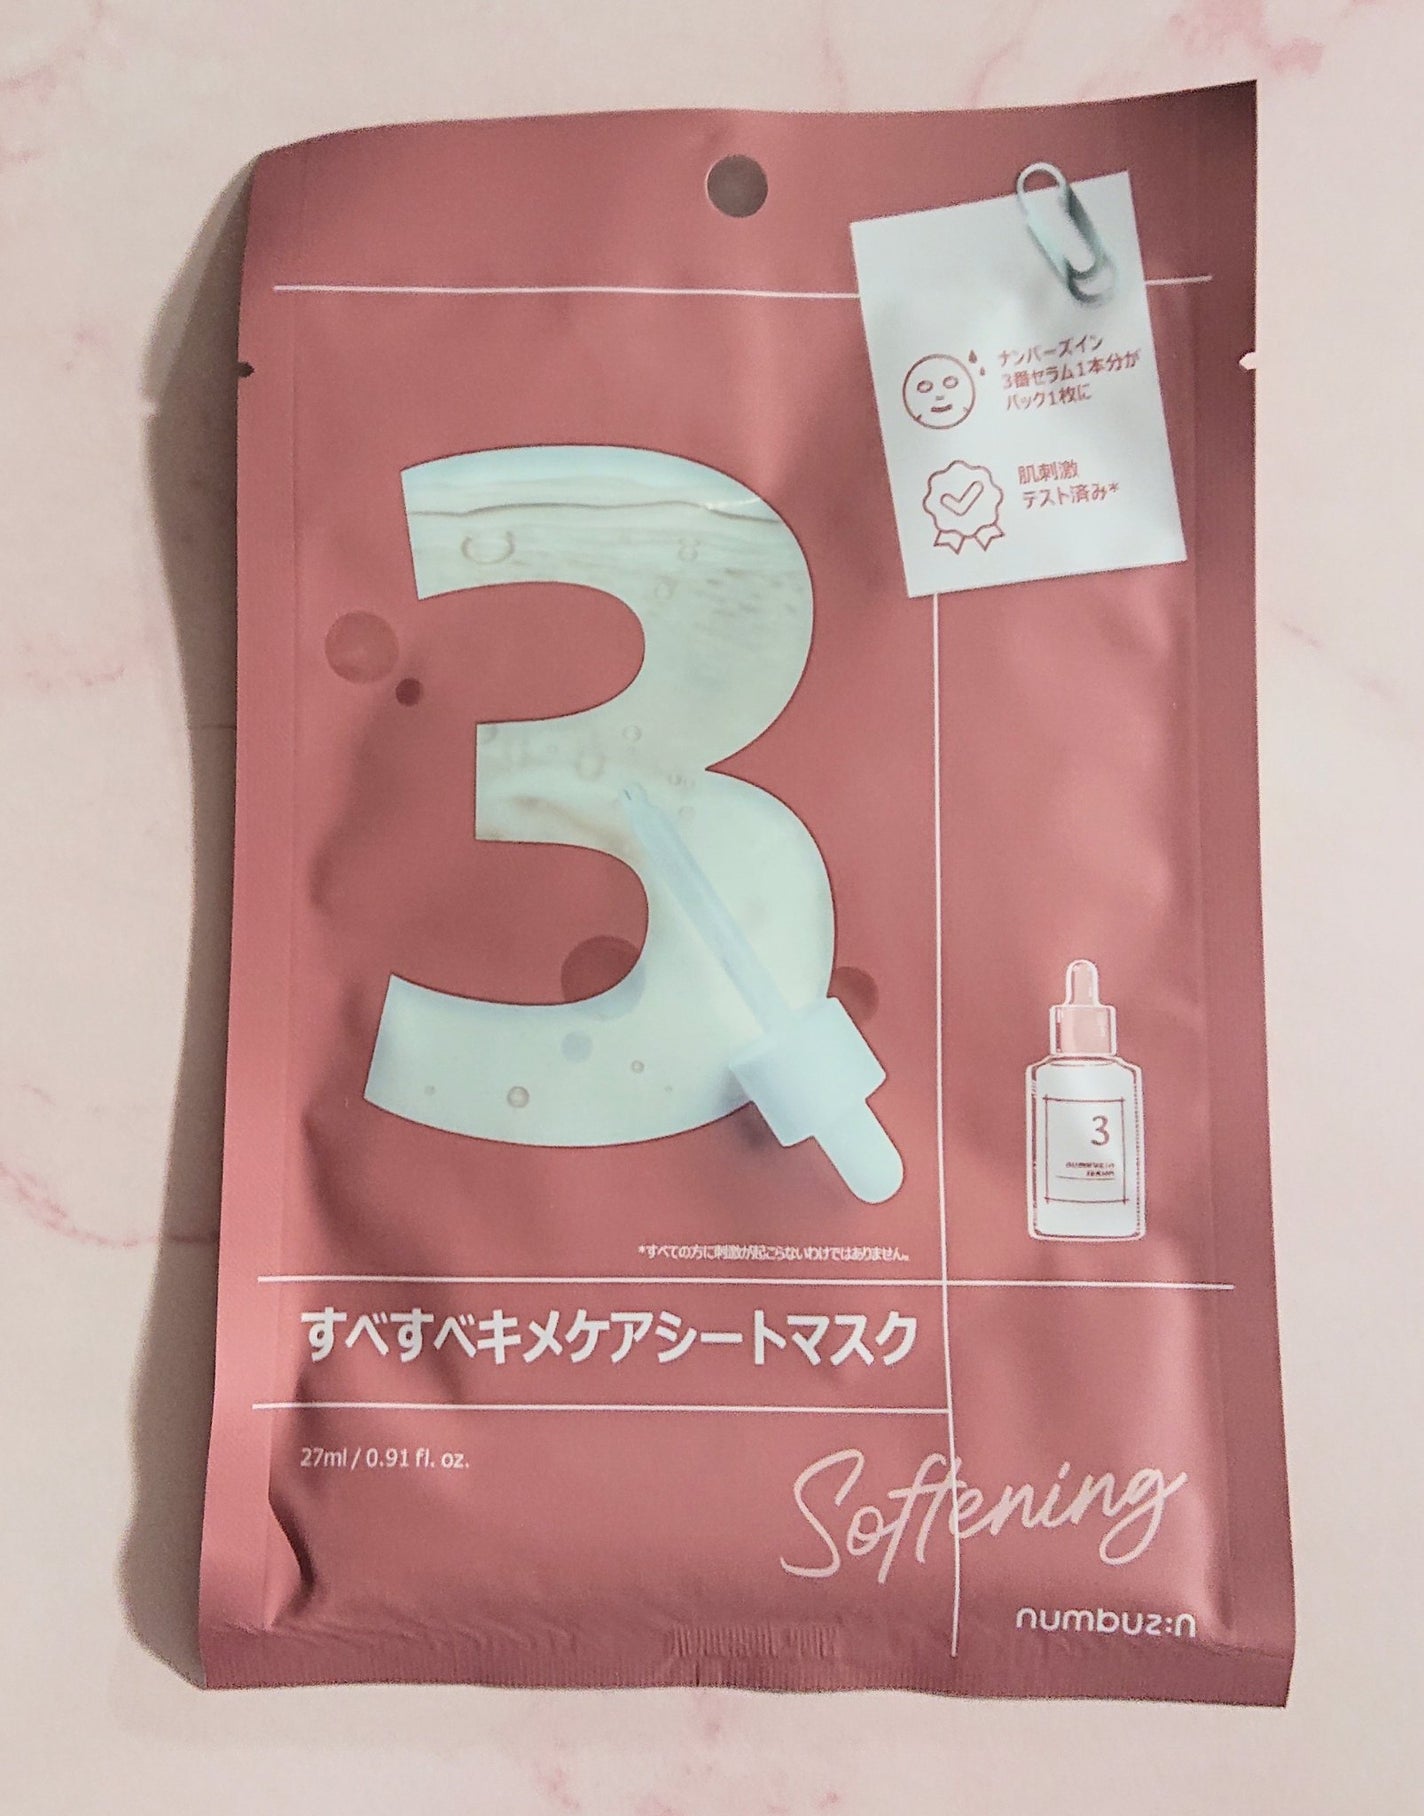 ナンバーズイン
3番セラム1本分が
パック1枚に
肌刺激
テスト済み*
3
3
*すべての方に刺激が起こらないわけではありません。
すべすべキメケアシートマスク
27ml / 0.91 fl. oz.
Softening
numbuz:n